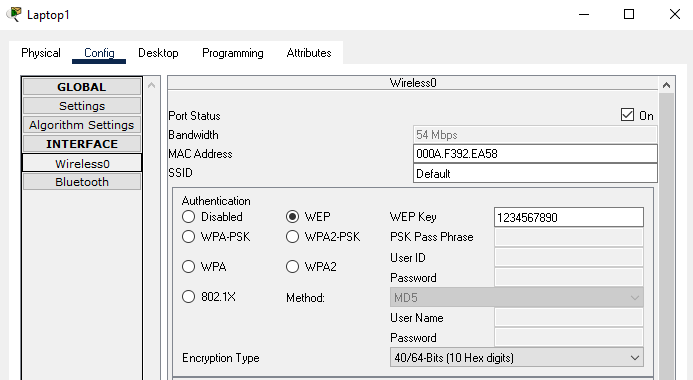 Laptop1
Physical Config Desktop Programming Attributes
GLOBAL
Settings
Algorithm Settings
INTERFACE
Wireless0
Bluetooth
Wireless0
Port Status On
Bandwidth 54 Mbps
MAC Address 000A.F392.EA58
SSID Default
Authentication
Disabled WEP WEP Key 1234567890
WPA-PSK WPA2-PSK PSK Pass Phrase
User ID
WPA WPA2
Password
802.1X Method: MD5
User Name
Password
Encryption Type 40/64-Bits (10 Hex digits)